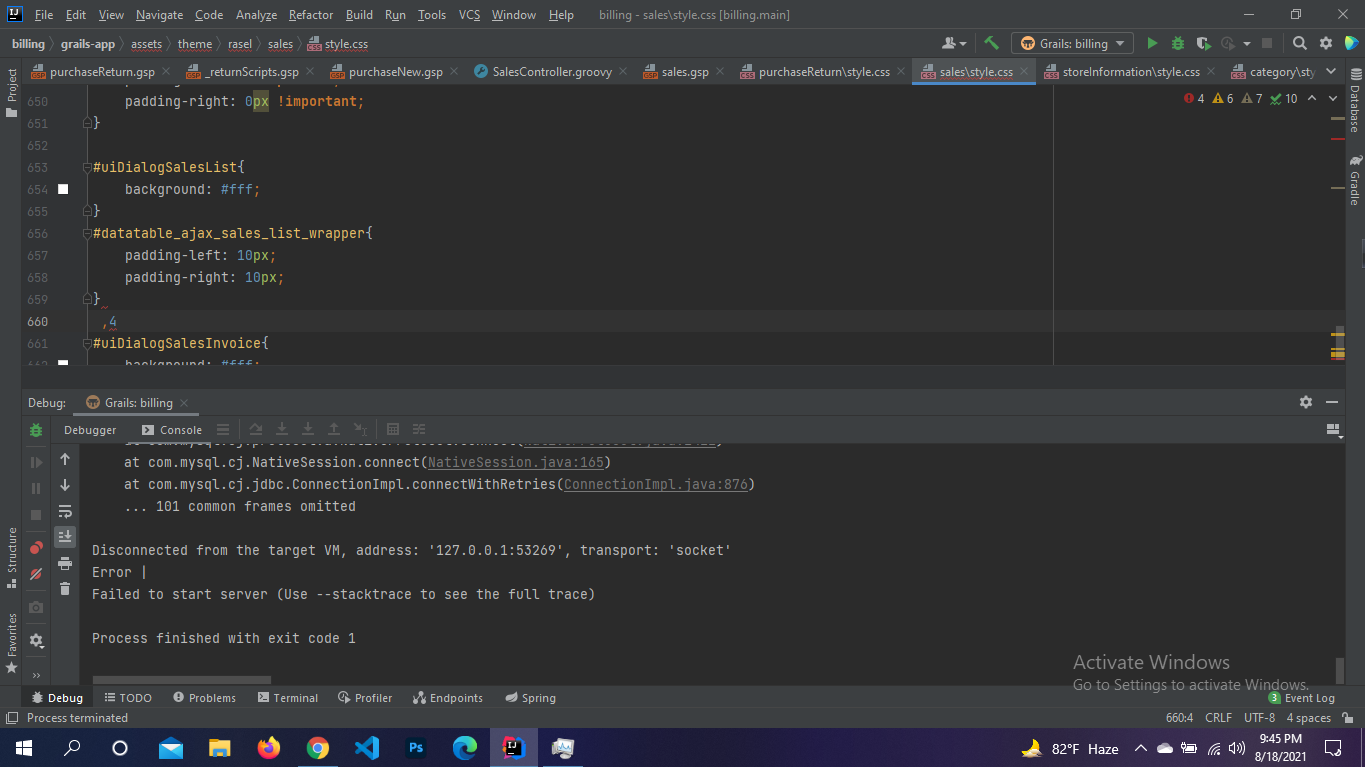 File Edit View Navigate Code Analyze Refactor Build Run Tools VCS Window Help billing - sales\style.css [billing.main]
billing grails-app assets theme rasel sales style.css Grails: billing
purchaseReturn.gsp _returnScripts.gsp purchaseNew.gsp SalesController.groovy sales.gsp purchaseReturn\style.css sales\style.css storeInformation\style.css category\sty
4 6 7 10
650 padding-right: 0px !important;
651 }
652
653 #uiDialogSalesList{
654 background: #fff;
655 }
656 #datatable_ajax_sales_list_wrapper{
657 padding-left: 10px;
658 padding-right: 10px;
659 }
660 ,4
661 #uiDialogSalesInvoice{
662 background: #fff;
Project
Structure
Favorites
Database
Gradle
Debug: Grails: billing
Debugger Console
at com.mysql.cj.NativeSession.connect(NativeSession.java:165)
at com.mysql.cj.jdbc.ConnectionImpl.connectWithRetries(ConnectionImpl.java:876)
... 101 common frames omitted
Disconnected from the target VM, address: '127.0.0.1:53269', transport: 'socket'
Error |
Failed to start server (Use --stacktrace to see the full trace)
Process finished with exit code 1
Activate Windows
Go to Settings to activate Windows.
Debug TODO Problems Terminal Profiler Endpoints Spring 3 Event Log
Process terminated 660:4 CRLF UTF-8 4 spaces
82°F Haze
9:45 PM
8/18/2021